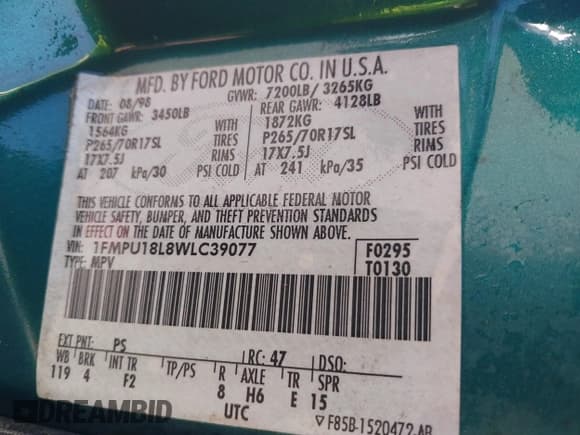 MFD. BY FORD MOTOR CO. IN U.S.A.
DATE: 08/98 GVWR: 7200LB/ 3265KG
FRONT GAWR: 3450LB REAR GAWR: 4128LB
1564KG WITH 1872KG WITH
P265/70R17SL TIRES P265/70R17SL TIRES
17X7.5J RIMS 17X7.5J RIMS
AT 207 kPa/30 PSI COLD AT 241 kPa/35 PSI COLD
THIS VEHICLE CONFORMS TO ALL APPLICABLE FEDERAL MOTOR
VEHICLE SAFETY, BUMPER, AND THEFT PREVENTION STANDARDS
IN EFFECT ON THE DATE OF MANUFACTURE SHOWN ABOVE.
VIN: 1FMPU18L8WLC39077 F0295
TYPE: MPV T0130
EXT PNT: PS RC: 47 DSO:
WB BRK INT TR TP/PS R AXLE TR SPR
119 4 F2 8 H6 E 15
UTC
▽ F85B-1520472-AB
DREAMBID